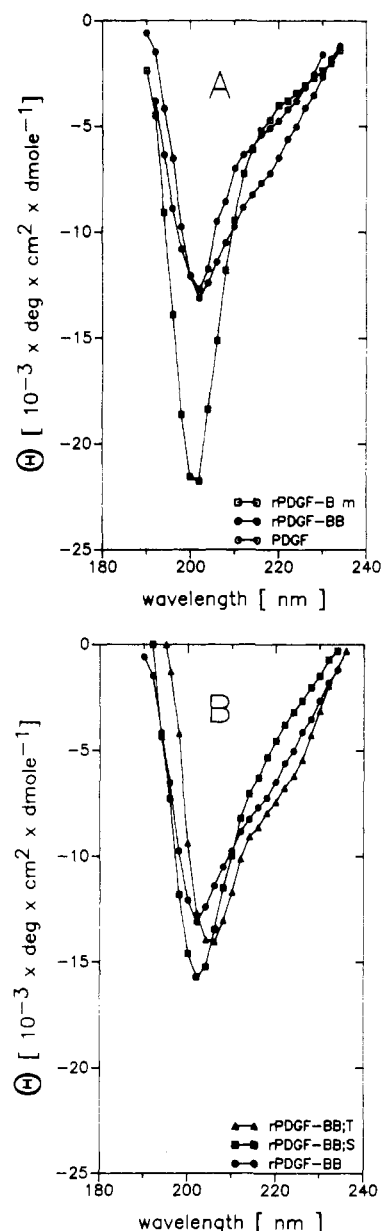 0
-5
-10
-15
-20
-25
A
Θ [ 10⁻³ x deg x cm² x dmole⁻¹ ]
rPDGF-B m
rPDGF-BB
PDGF
180 200 220 240
wavelength [ nm ]
0
-5
-10
-15
-20
-25
B
Θ [ 10⁻³ x deg x cm² x dmole⁻¹ ]
rPDGF-BB;T
rPDGF-BB;S
rPDGF-BB
180 200 220 240
wavelength [ nm ]